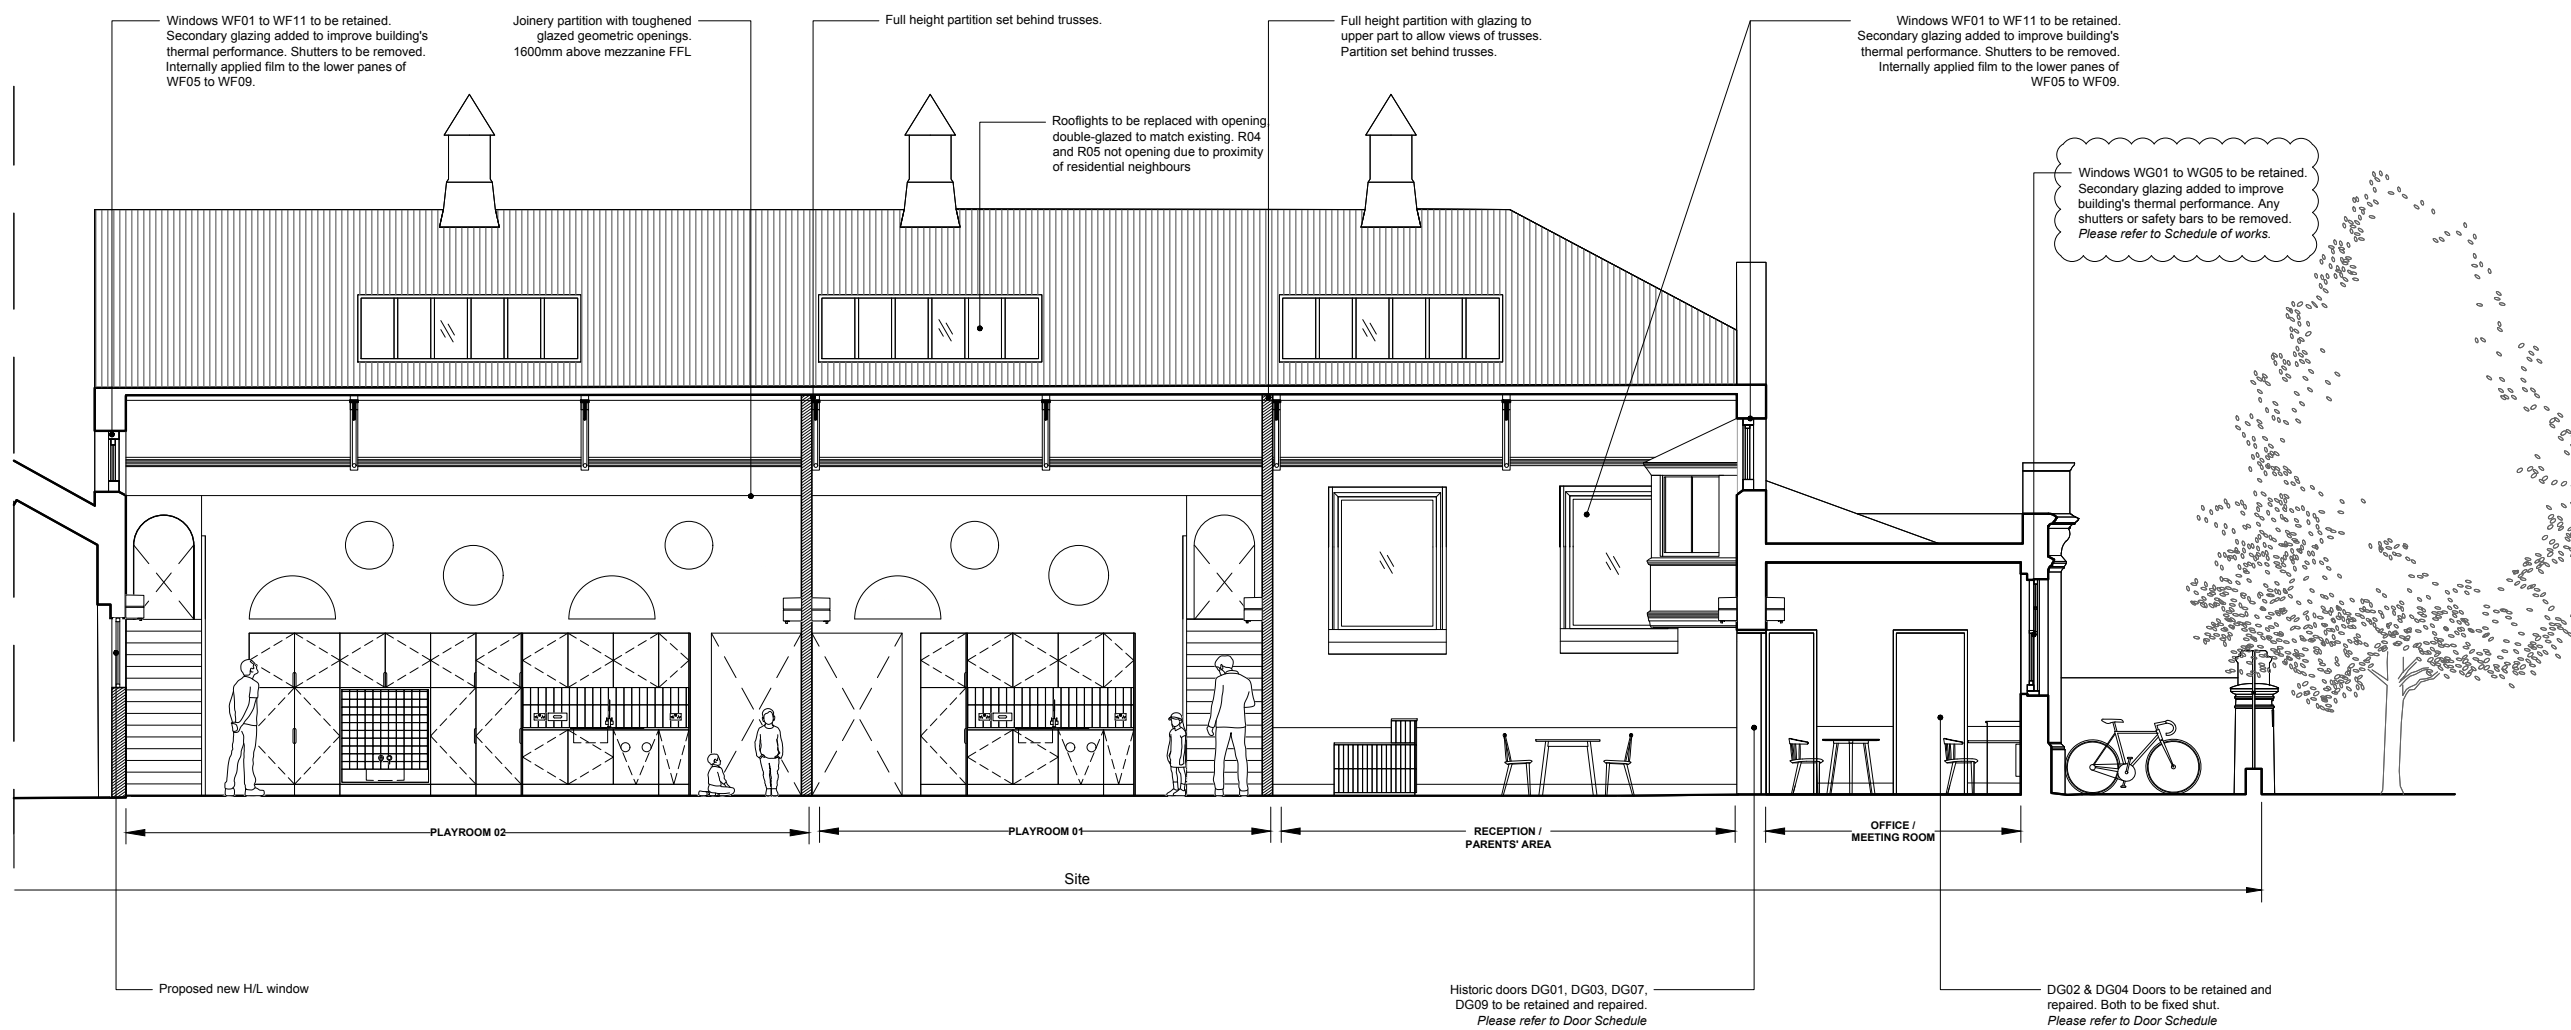 Windows WF01 to WF11 to be retained.
Secondary glazing added to improve building's
thermal performance. Shutters to be removed.
Internally applied film to the lower panes of
WF05 to WF09.
Joinery partition with toughened
glazed geometric openings.
1600mm above mezzanine FFL
Full height partition set behind trusses.
Full height partition with glazing to
upper part to allow views of trusses.
Partition set behind trusses.
Windows WF01 to WF11 to be retained.
Secondary glazing added to improve building's
thermal performance. Shutters to be removed.
Internally applied film to the lower panes of
WF05 to WF09.
Rooflights to be replaced with opening
double-glazed to match existing. R04
and R05 not opening due to proximity
of residential neighbours
Windows WG01 to WG05 to be retained.
Secondary glazing added to improve
building's thermal performance. Any
shutters or safety bars to be removed.
Please refer to Schedule of works.
PLAYROOM 02
PLAYROOM 01
RECEPTION /
PARENTS' AREA
OFFICE /
MEETING ROOM
Site
Proposed new H/L window
Historic doors DG01, DG03, DG07,
DG09 to be retained and repaired.
Please refer to Door Schedule
DG02 & DG04 Doors to be retained and
repaired. Both to be fixed shut.
Please refer to Door Schedule